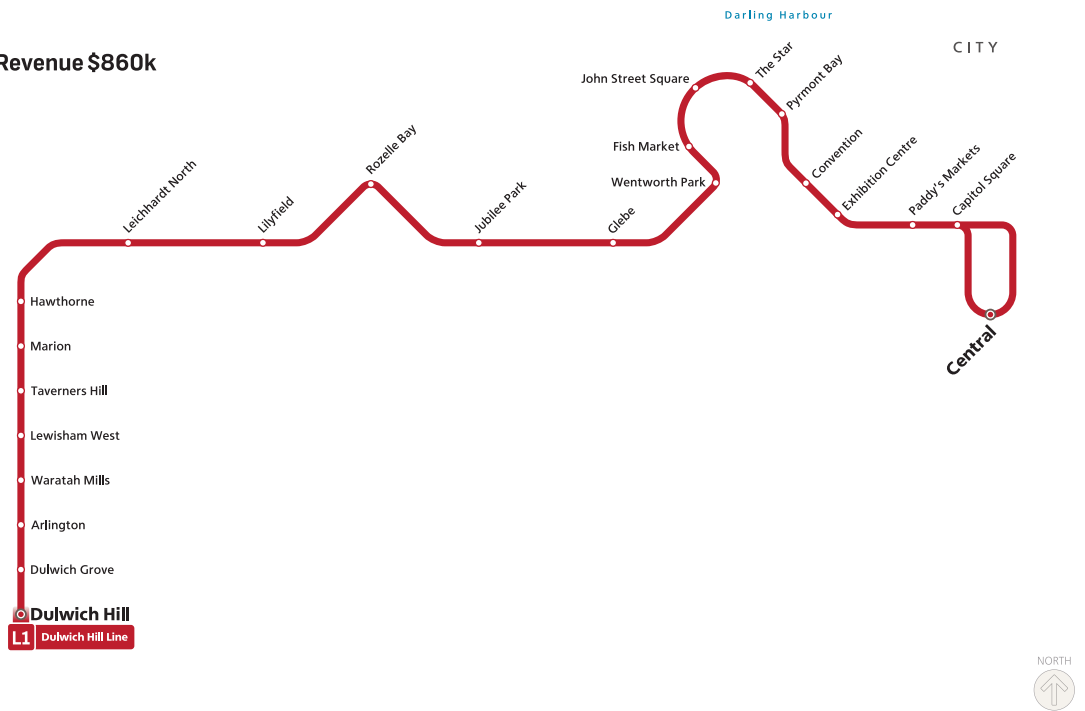 Darling Harbour
CITY
Revenue $860k
John Street Square
The Star
Pyrmont Bay
Fish Market
Wentworth Park
Convention
Exhibition Centre
Paddy's Markets
Capitol Square
Rozelle Bay
Leichhardt North
Lilyfield
Jubilee Park
Glebe
Hawthorne
Marion
Central
Taverners Hill
Lewisham West
Waratah Mills
Arlington
Dulwich Grove
Dulwich Hill
L1 Dulwich Hill Line
NORTH